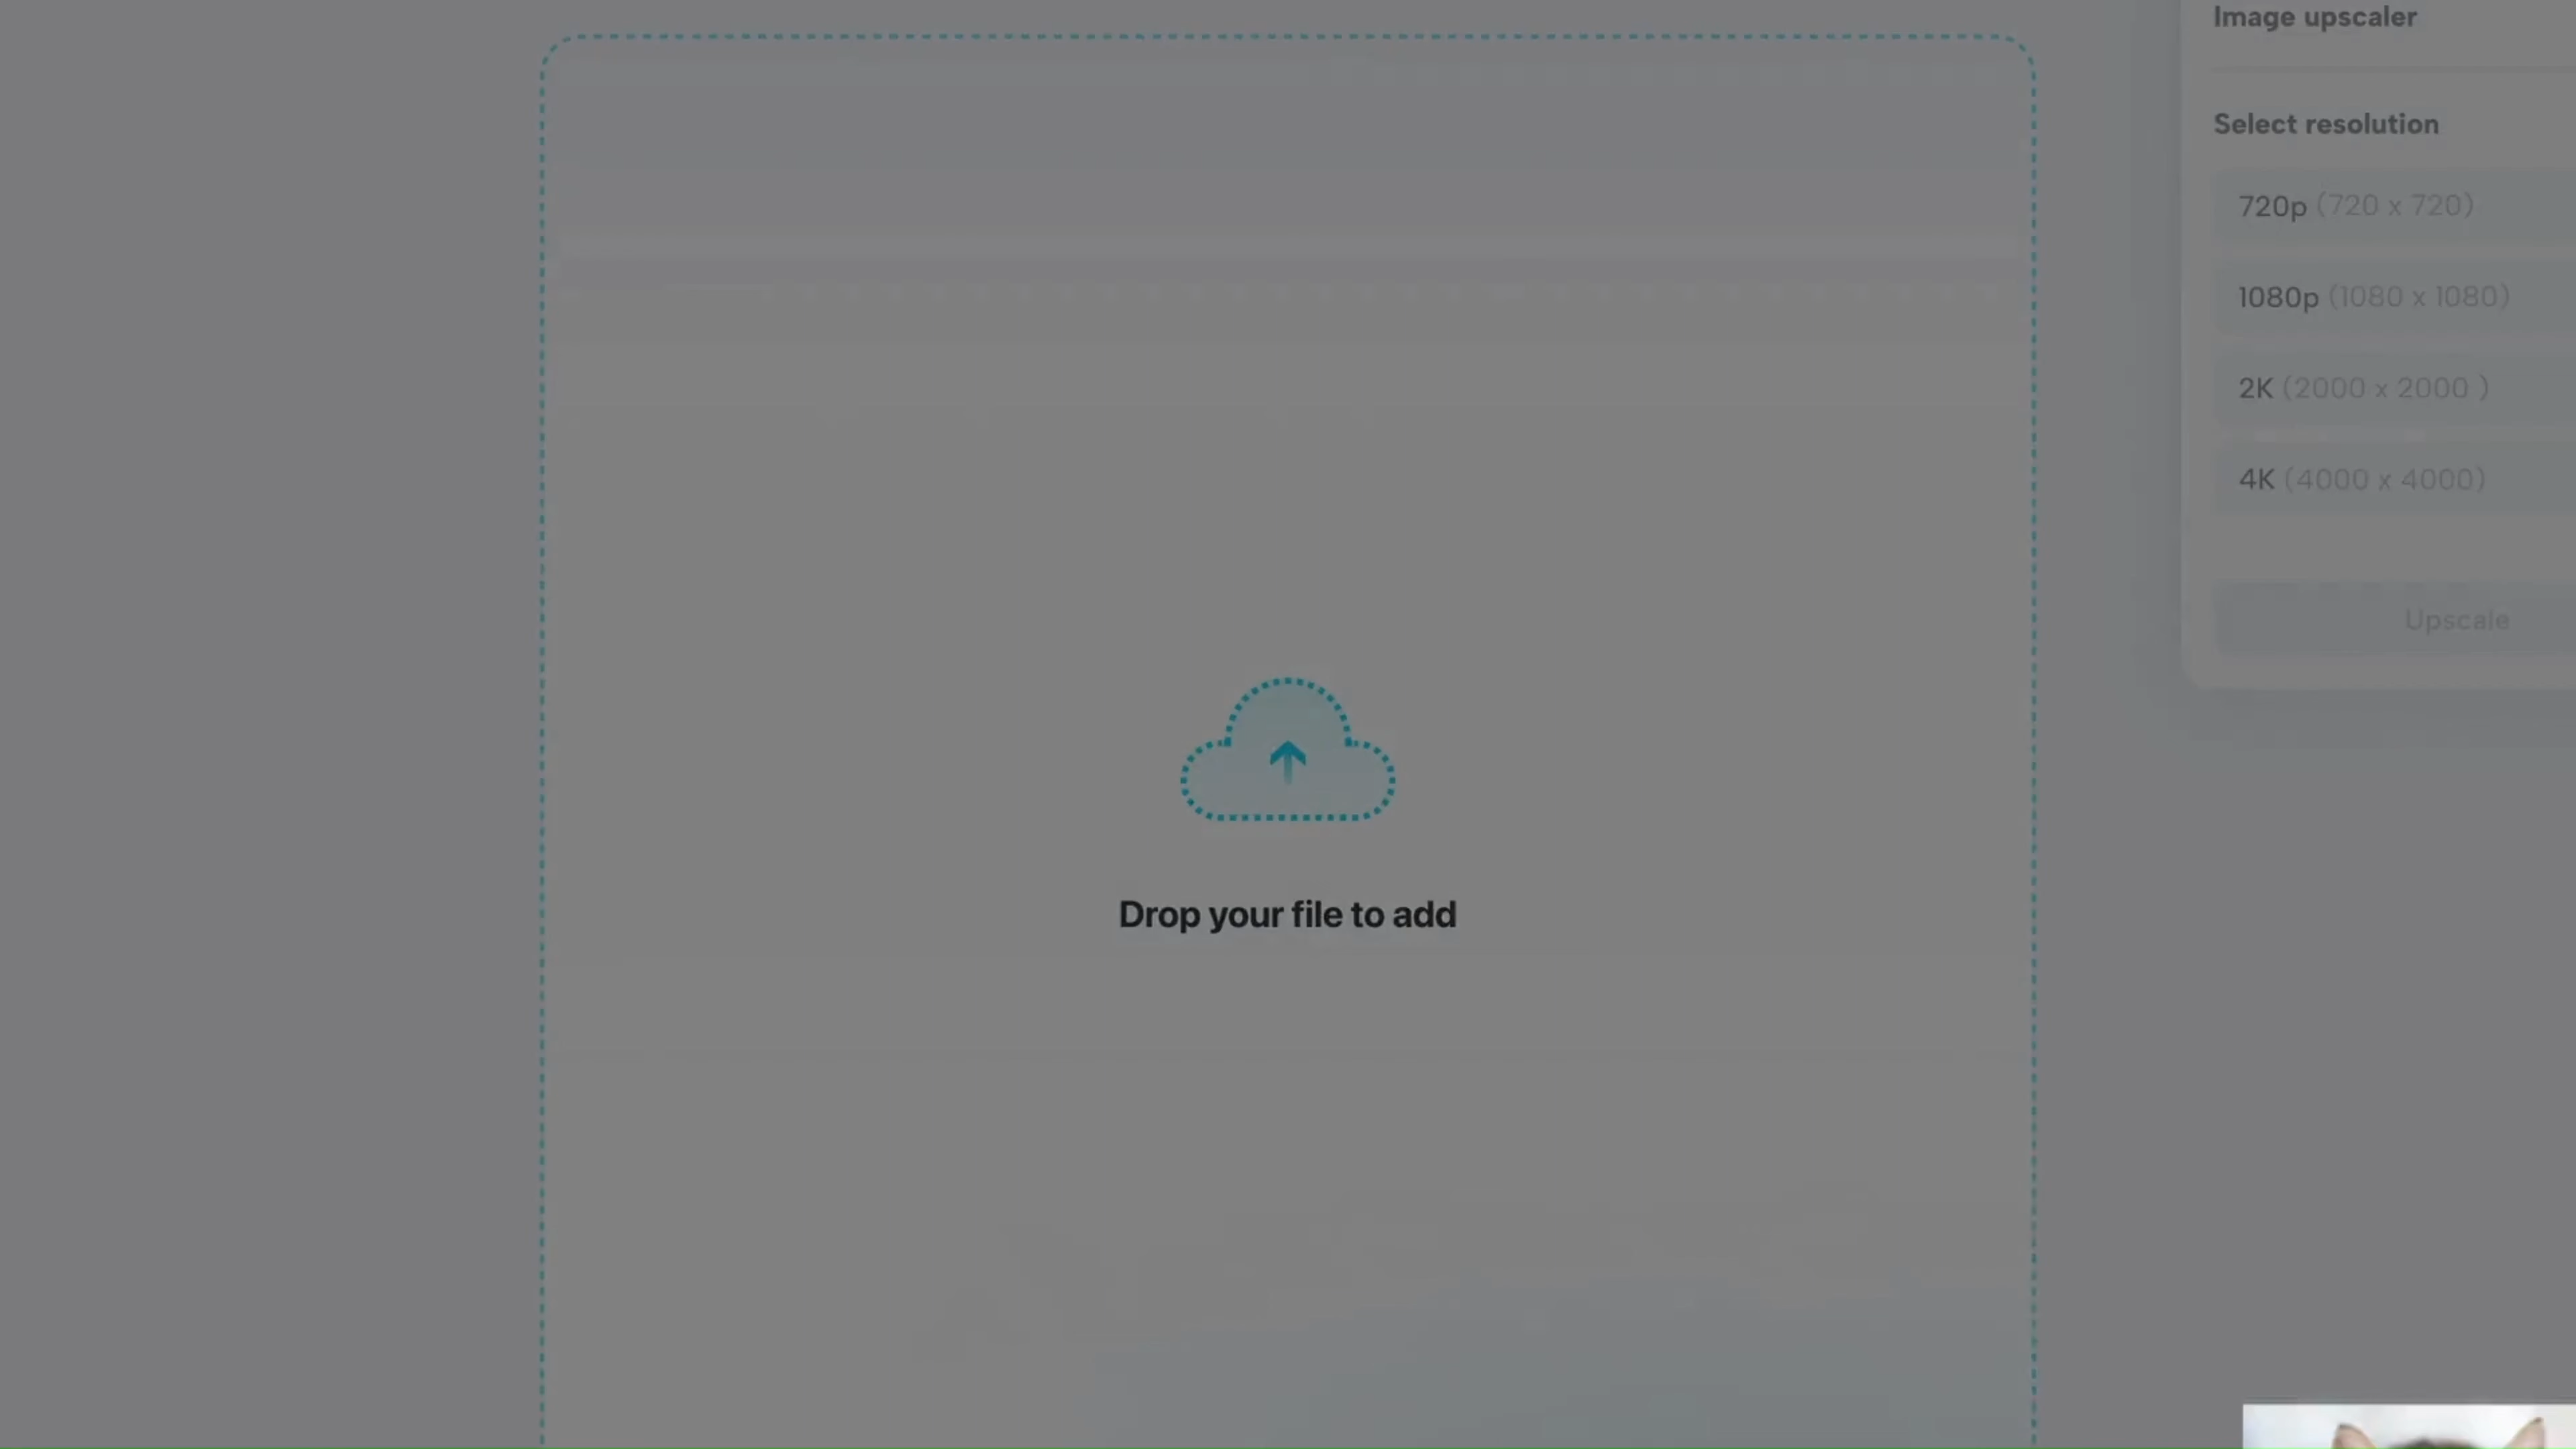 Image upscaler
Select resolution
720p (720 x 720)
1080p (1080 x 1080)
2K (2000 x 2000 )
4K (4000 x 4000)
Upscale
Drop your file to add